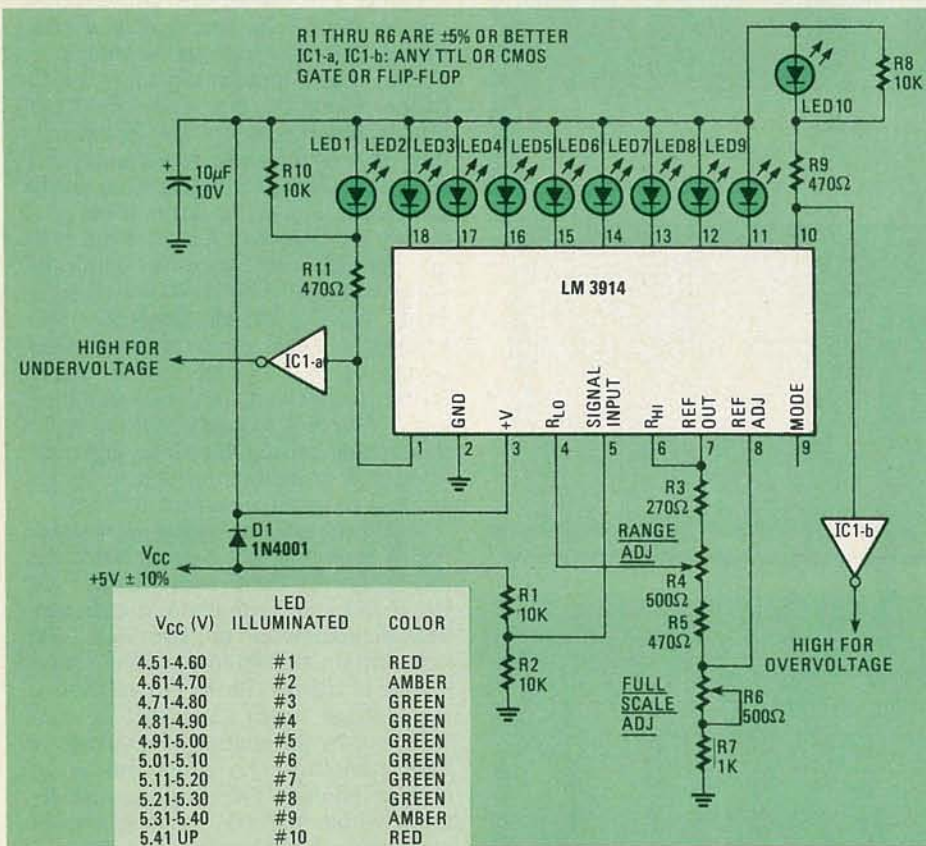 R1 THRU R6 ARE ±5% OR BETTER
IC1-a, IC1-b: ANY TTL OR CMOS
GATE OR FLIP-FLOP
LED10
R8
10K
LED1
LED2
LED3
LED4
LED5
LED6
LED7
LED8
LED9
+
10µF
10V
R10
10K
R9
470Ω
R11
470Ω
18
17
16
15
14
13
12
11
10
LM 3914
HIGH FOR
UNDERVOLTAGE
IC1-a
GND
+V
RLO
SIGNAL
INPUT
RHI
REF
OUT
REF
ADJ
MODE
1
2
3
4
5
6
7
8
9
D1
1N4001
VCC
+5V ± 10%
R3
270Ω
RANGE
ADJ
R4
500Ω
R5
470Ω
R1
10K
R2
10K
FULL
SCALE
ADJ
R6
500Ω
R7
1K
IC1-b
HIGH FOR
OVERVOLTAGE
VCC (V) LED ILLUMINATED COLOR
4.51-4.60 #1 RED
4.61-4.70 #2 AMBER
4.71-4.80 #3 GREEN
4.81-4.90 #4 GREEN
4.91-5.00 #5 GREEN
5.01-5.10 #6 GREEN
5.11-5.20 #7 GREEN
5.21-5.30 #8 GREEN
5.31-5.40 #9 AMBER
5.41 UP #10 RED